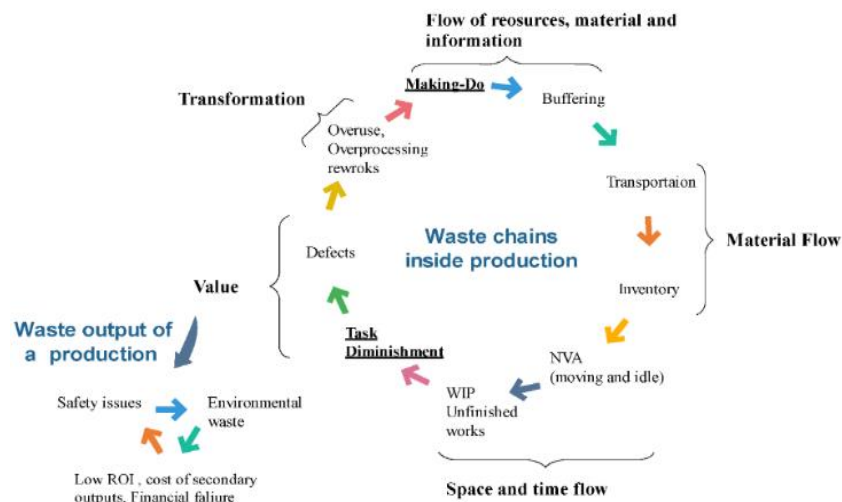 Flow of reosurces, material and
information
Making-Do
Buffering
Transformation
Overuse,
Overprocessing
rewroks
Transportaion
Waste chains
inside production
Material Flow
Defects
Value
Inventory
Waste output of
a production
Task
Diminishment
NVA
(moving and idle)
WIP
Unfinished
works
Safety issues
Environmental
waste
Low ROI , cost of secondary
outputs, Financial faliure
Space and time flow